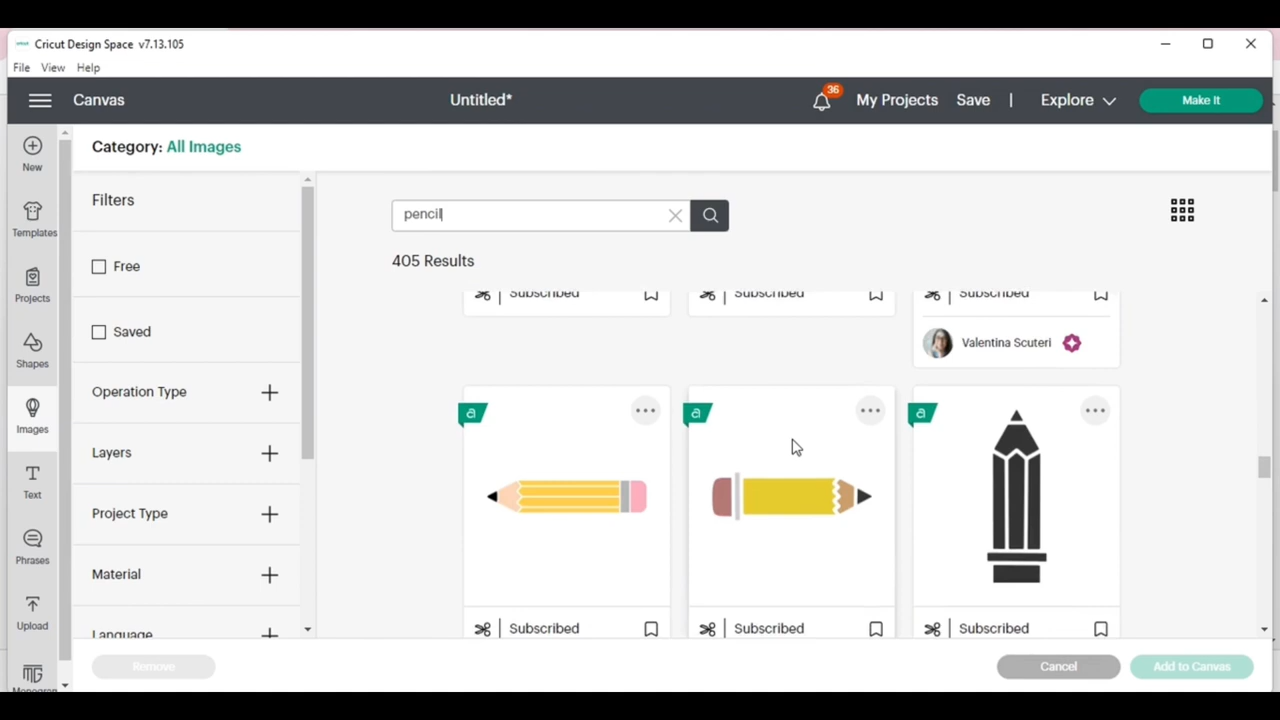 Cricut Design Space v7.13.105
File View Help
Canvas
Untitled*
36
My Projects Save | Explore
Make It
New
Templates
Projects
Shapes
Images
Text
Phrases
Upload
Monogram
Category: All Images
Filters
Free
Saved
Operation Type
Layers
Project Type
Material
Language
pencil
405 Results
Subscribed Subscribed Subscribed
Valentina Scuteri
a a a
Subscribed Subscribed Subscribed
Remove
Cancel
Add to Canvas